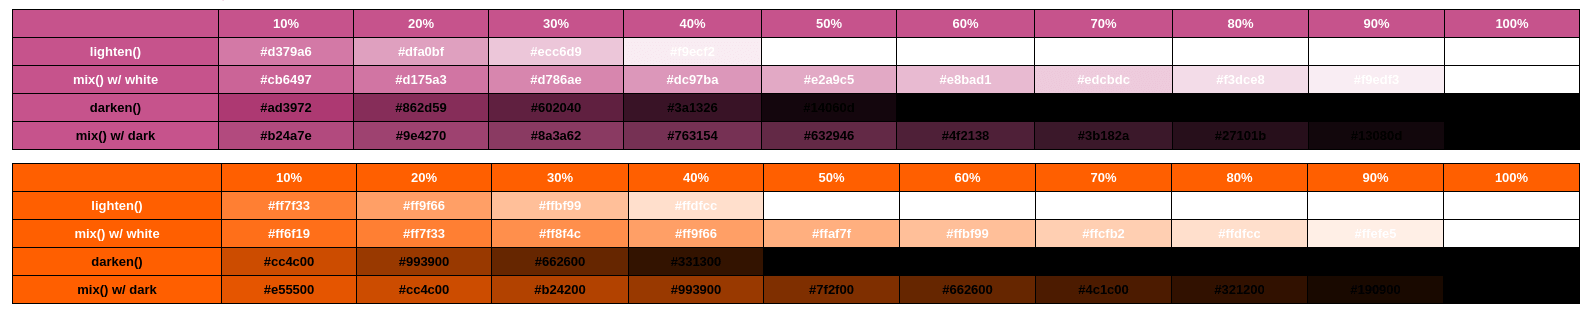 10% 20% 30% 40% 50% 60% 70% 80% 90% 100%
lighten() #d379a6 #dfa0bf #ecc6d9 #f9ecf2
mix() w/ white #cb6497 #d175a3 #d786ae #dc97ba #e2a9c5 #e8bad1 #edcbdc #f3dce8 #f9edf3
darken() #ad3972 #862d59 #602040 #3a1326 #14060d
mix() w/ dark #b24a7e #9e4270 #8a3a62 #763154 #632946 #4f2138 #3b182a #27101b #13080d
10% 20% 30% 40% 50% 60% 70% 80% 90% 100%
lighten() #ff7f33 #ff9f66 #ffbf99 #ffdfcc
mix() w/ white #ff6f19 #ff7f33 #ff8f4c #ff9f66 #ffaf7f #ffbf99 #ffcfb2 #ffdfcc #ffefe5
darken() #cc4c00 #993900 #662600 #331300
mix() w/ dark #e55500 #cc4c00 #b24200 #993900 #7f2f00 #662600 #4c1c00 #321200 #190900